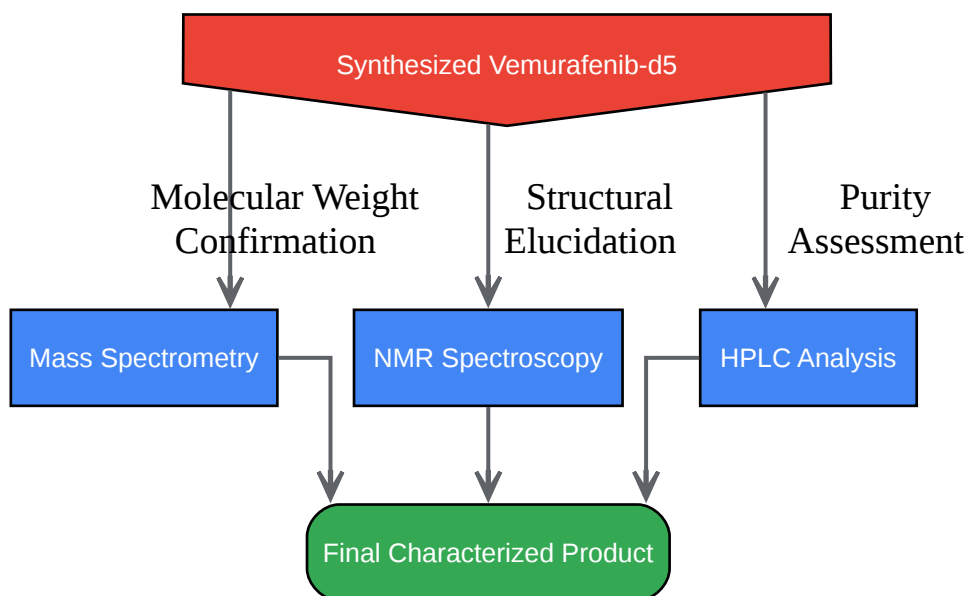 Synthesized Vemurafenib-d5
Molecular Weight
Confirmation
Structural
Elucidation
Purity
Assessment
Mass Spectrometry
NMR Spectroscopy
HPLC Analysis
Final Characterized Product